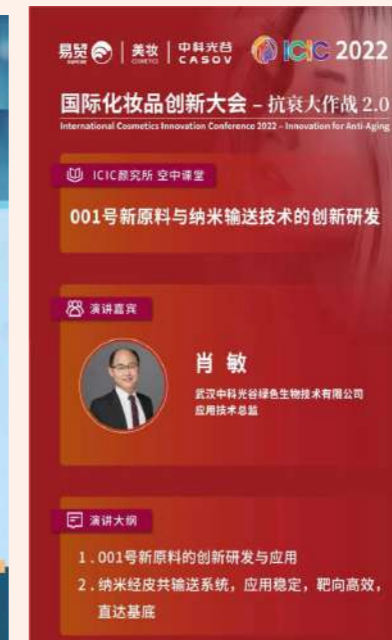 易贸 美妆 中科光谷 ICIC 2022
COSMETICS CASOV
国际化妆品创新大会 – 抗衰大作战 2.0
International Cosmetics Innovation Conference 2022 – Innovation for Anti-Aging
ICIC颜究所 空中课堂
001号新原料与纳米输送技术的创新研发
演讲嘉宾
肖 敏
武汉中科光谷绿色生物技术有限公司
应用技术总监
演讲大纲
1.001号新原料的创新研发与应用
2.纳米经皮共输送系统，应用稳定，靶向高效，
直达基底